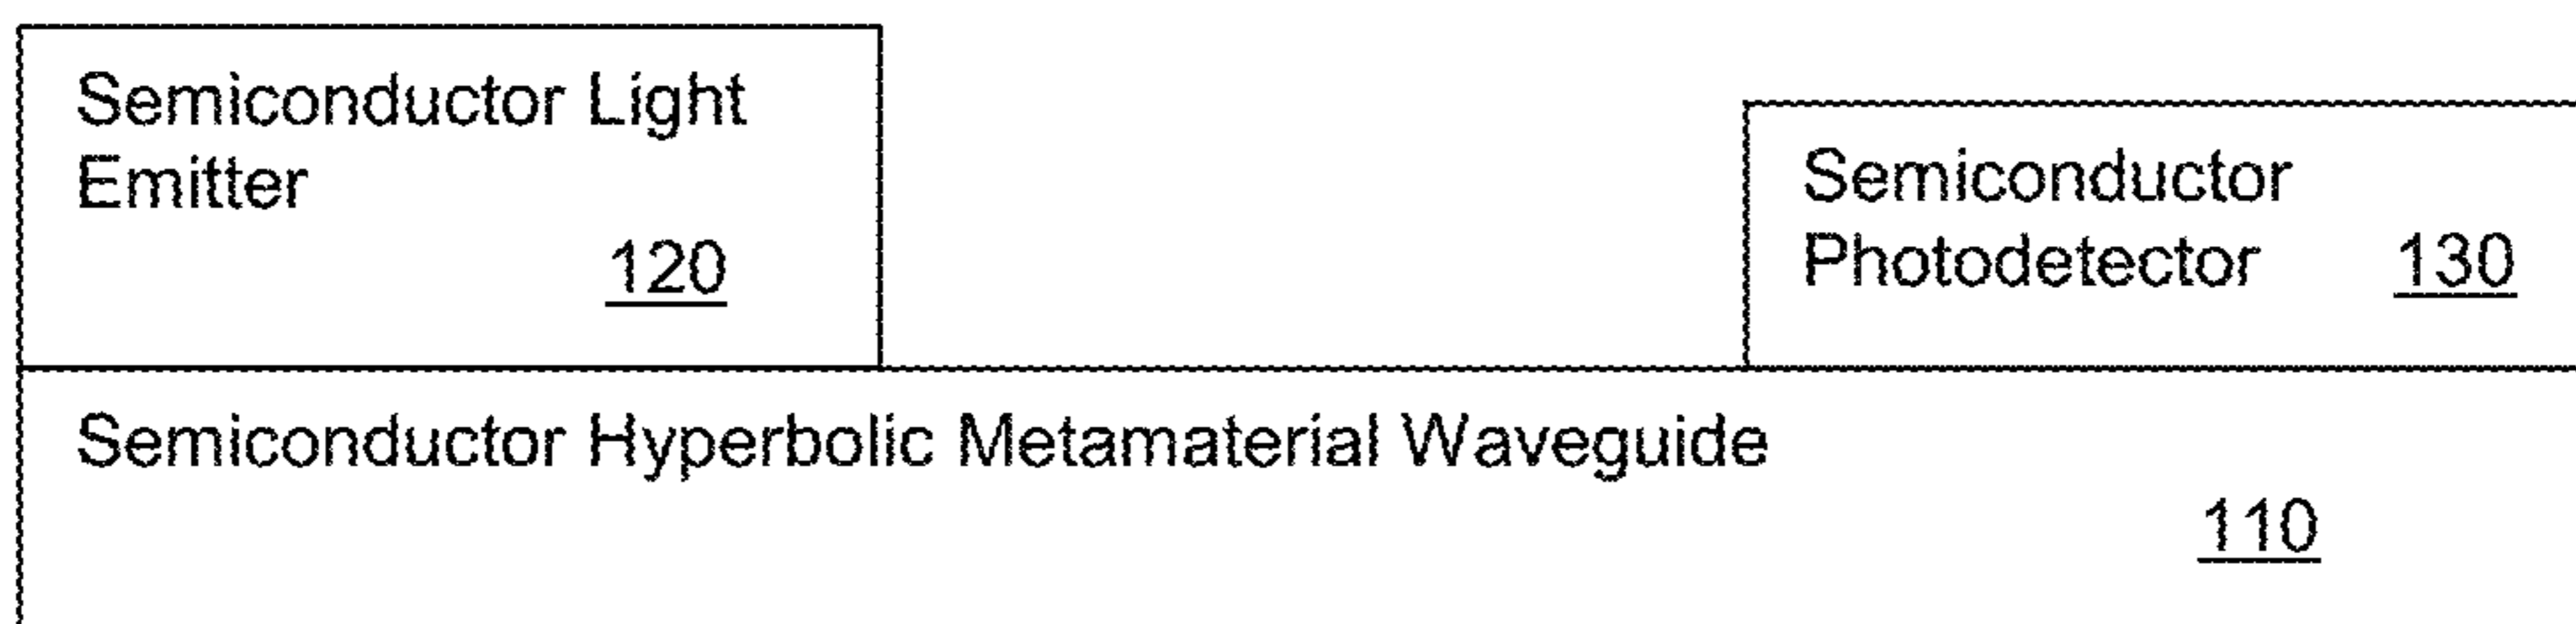 Semiconductor Light
Emitter
120
Semiconductor
Photodetector 130
Semiconductor Hyperbolic Metamaterial Waveguide
110